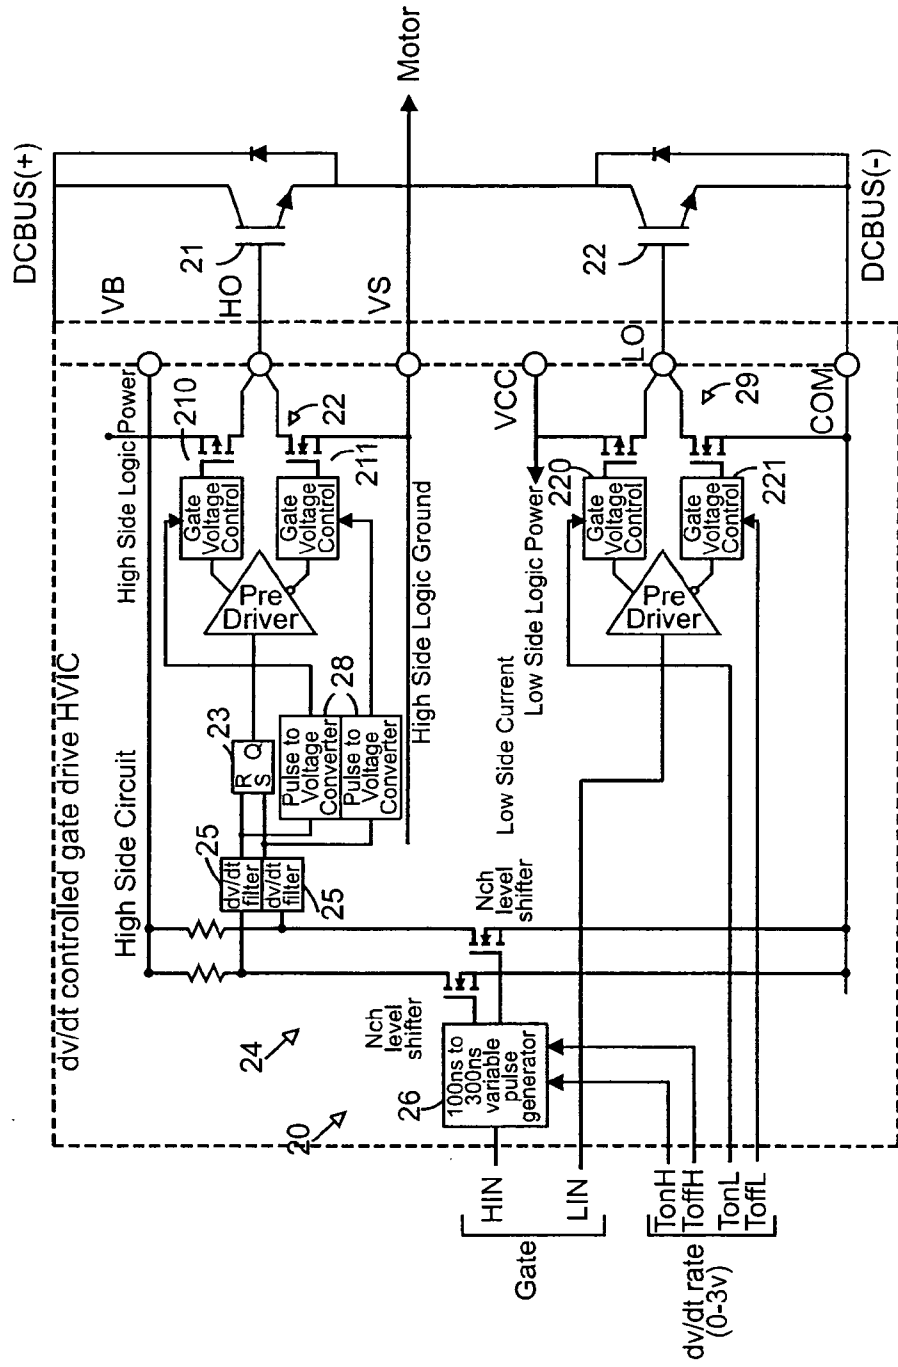 dv/dt controlled gate drive HVIC
High Side Circuit
High Side Logic Power
VB
DCBUS(+)
20
24
25
dv/dt
filter
dv/dt
filter
25
23
R Q
S
Pulse to
Voltage
Converter
Pulse to
Voltage
Converter
28
Pre
Driver
Gate
Voltage
Control
Gate
Voltage
Control
210
211
22
HO
21
VS
Motor
High Side Logic Ground
Nch
level
shifter
Nch
level
shifter
26
100ns to
300ns
variable
pulse
generator
Low Side Current
Low Side Logic Power
VCC
Pre
Driver
220
Gate
Voltage
Control
Gate
Voltage
Control
221
LO
22
29
COM
DCBUS(-)
Gate
HIN
LIN
dv/dt rate
(0-3v)
TonH
ToffH
TonL
ToffL